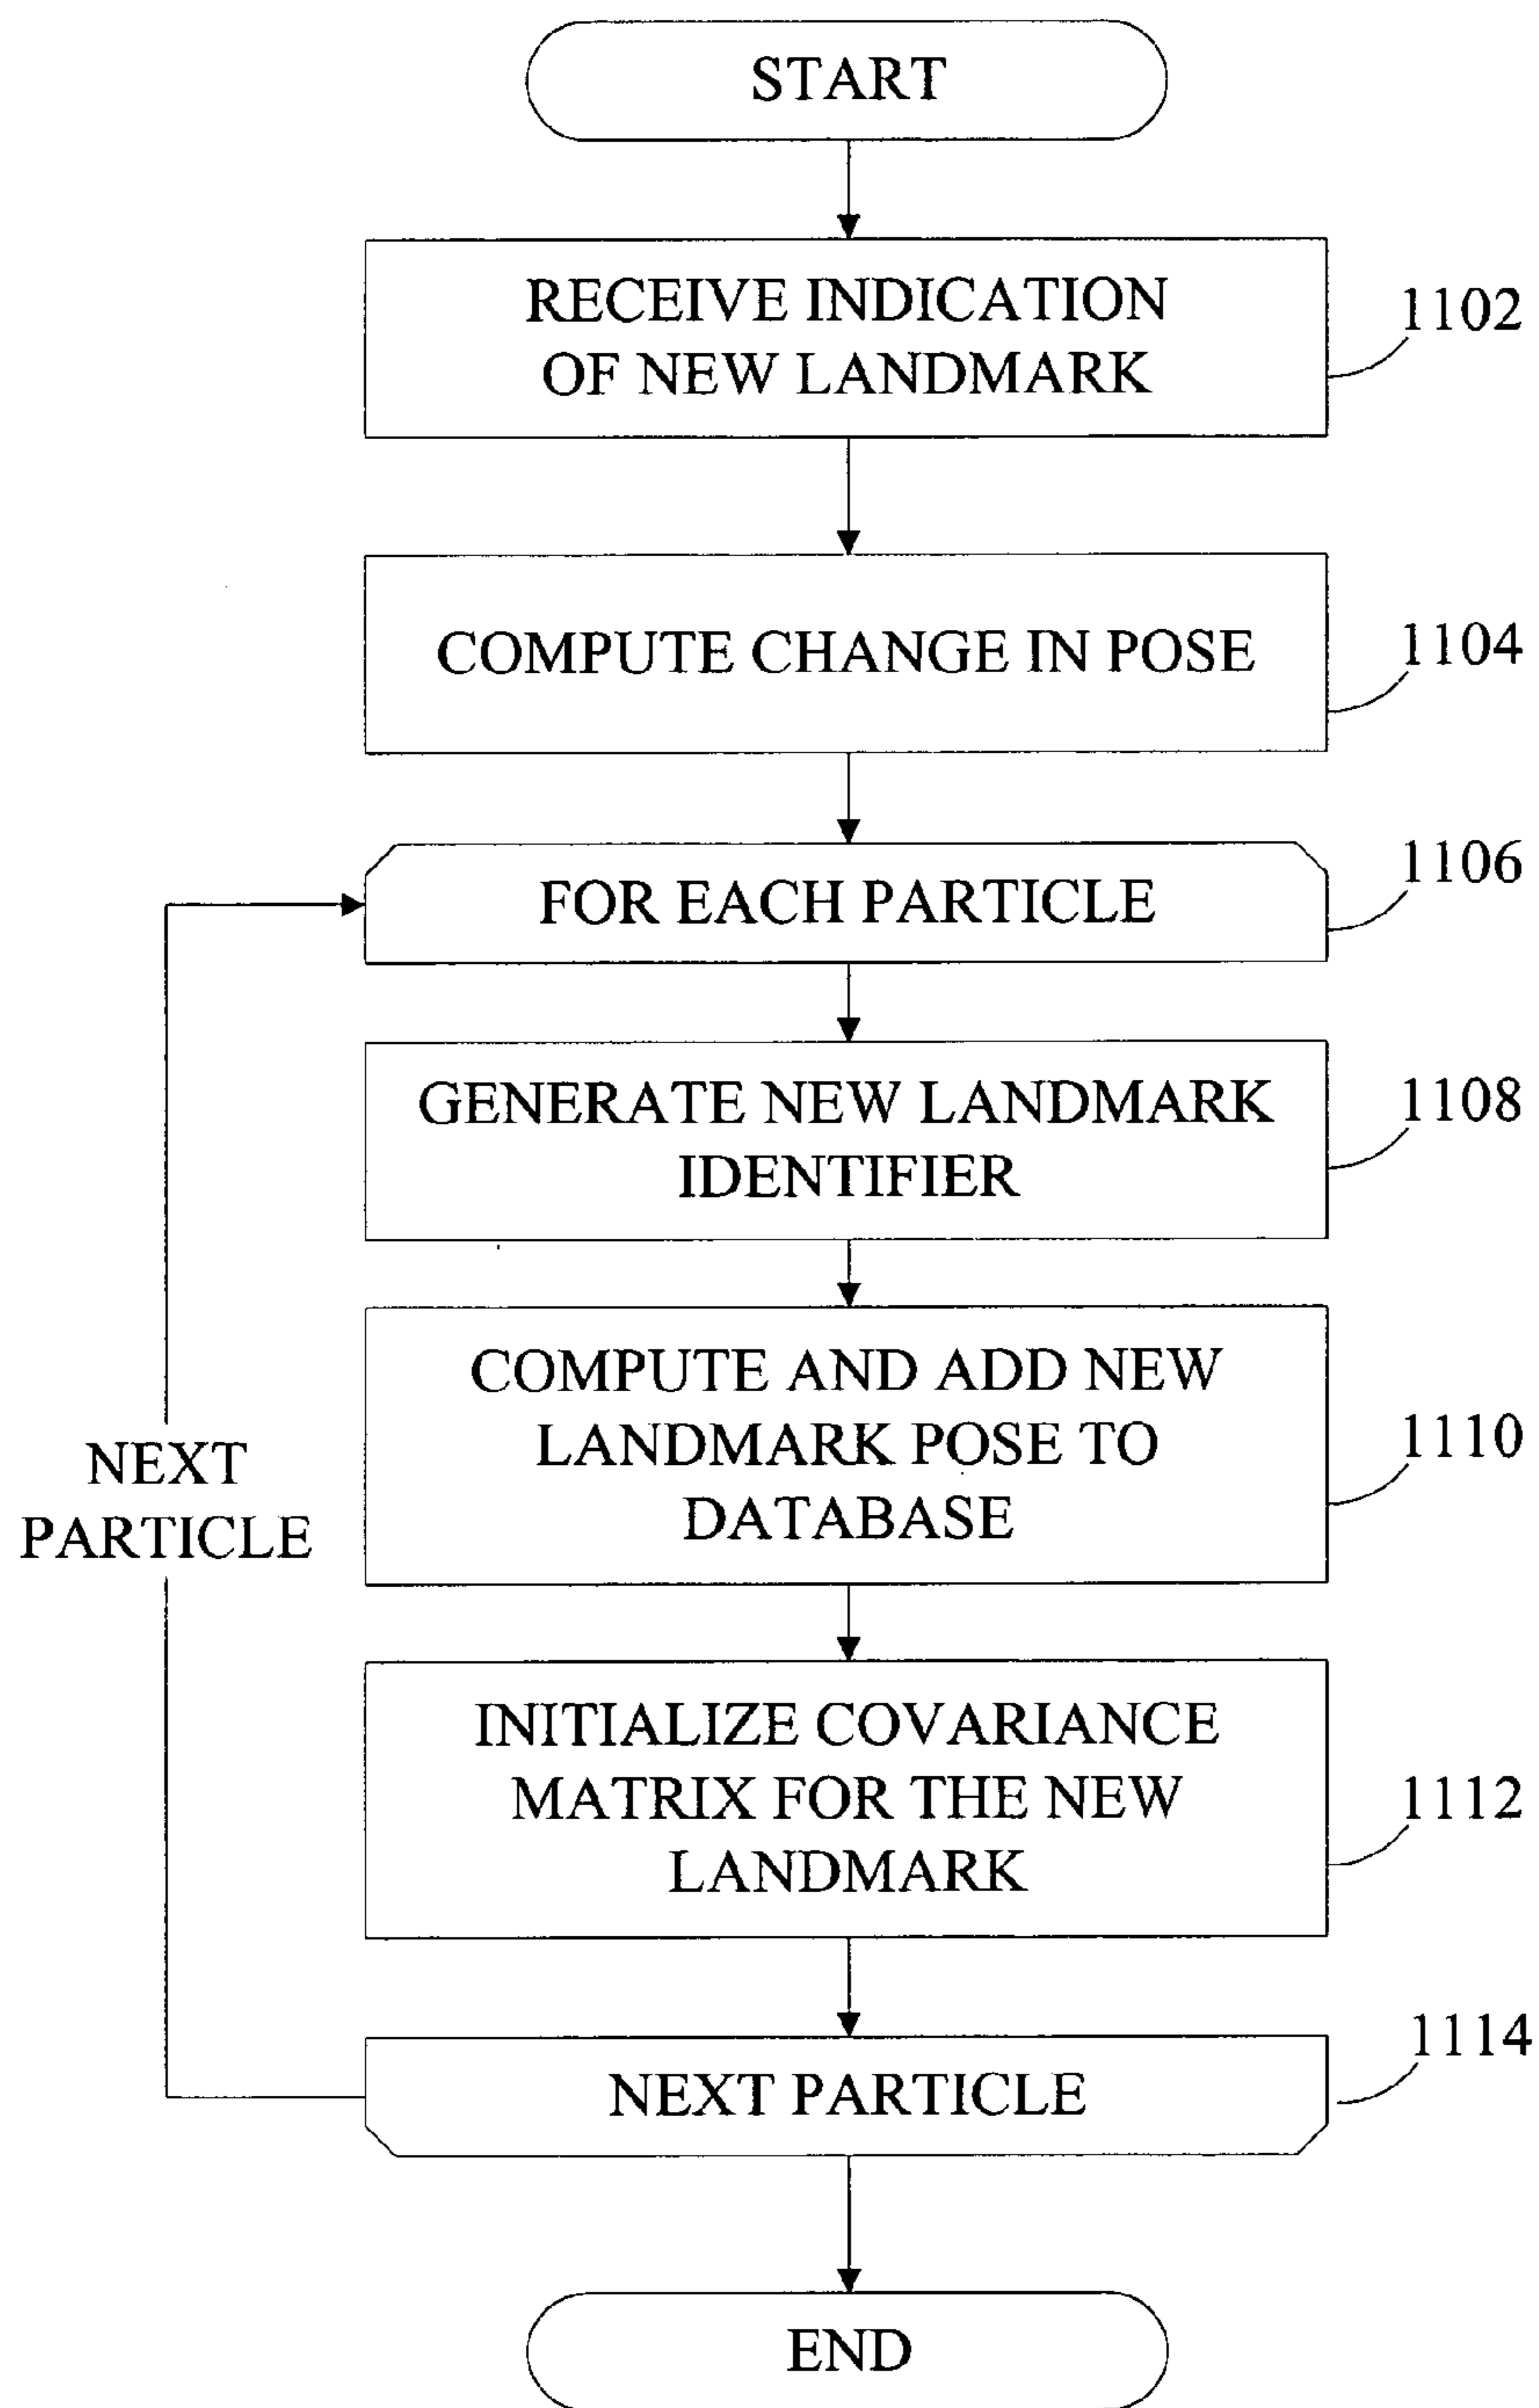 START
RECEIVE INDICATION
OF NEW LANDMARK
1102
COMPUTE CHANGE IN POSE
1104
FOR EACH PARTICLE
1106
GENERATE NEW LANDMARK
IDENTIFIER
1108
COMPUTE AND ADD NEW
LANDMARK POSE TO
DATABASE
1110
NEXT
PARTICLE
INITIALIZE COVARIANCE
MATRIX FOR THE NEW
LANDMARK
1112
NEXT PARTICLE
1114
END